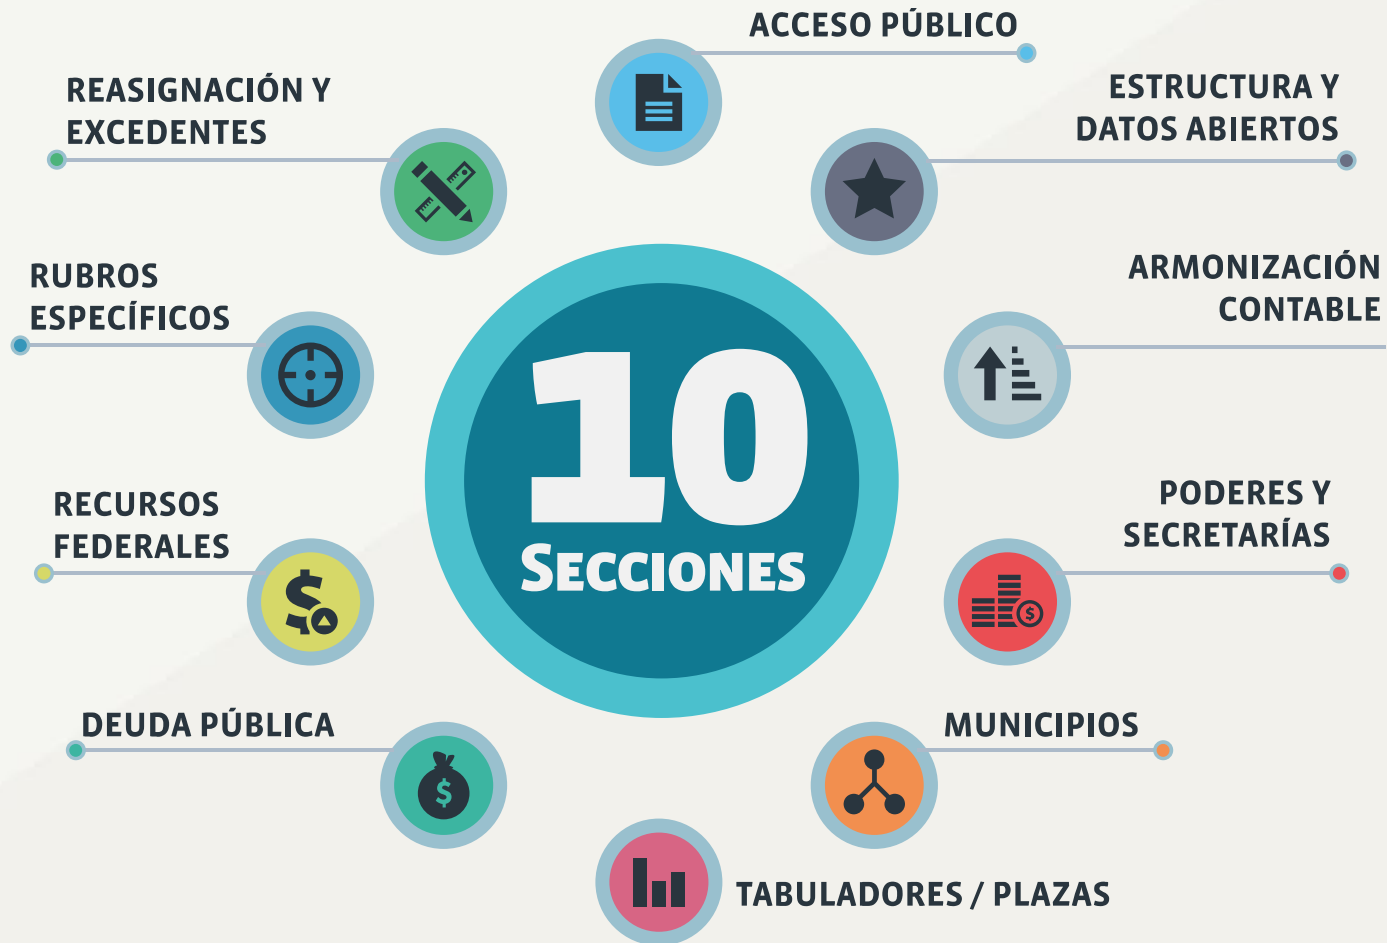 ACCESO PÚBLICO
ESTRUCTURA Y
DATOS ABIERTOS
ARMONIZACIÓN
CONTABLE
PODERES Y
SECRETARÍAS
MUNICIPIOS
TABULADORES / PLAZAS
DEUDA PÚBLICA
RECURSOS
FEDERALES
RUBROS
ESPECÍFICOS
REASIGNACIÓN Y
EXCEDENTES
10
SECCIONES
$
$
$